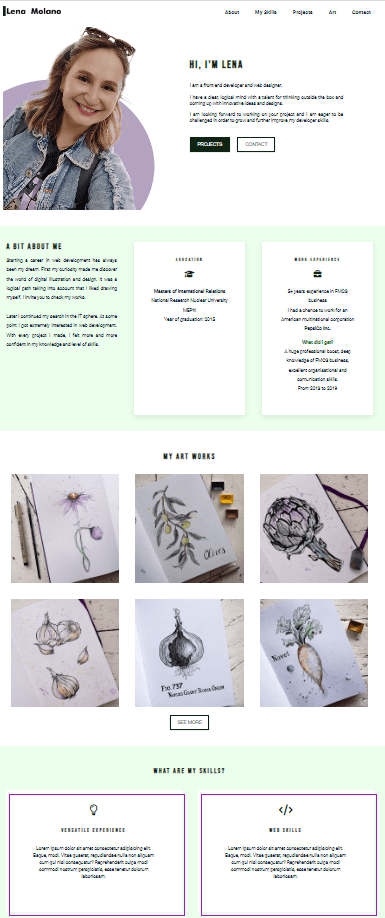 Lena Molano
About My Skills Projects Art Contact
HI, I'M LENA
I am a front end developer and web designer.
I have a clear, logical mind with a talent for thinking outside the box and
coming up with innovative ideas and designs.
I am looking forward to working on your project and I am eager to be
challenged in order to grow and further improve my developer skills.
PROJECTS CONTACT
A BIT ABOUT ME
Starting a career in web development has always
been my dream. First my curiosity made me discover
the world of digital illustration and design. It was a
logical path taking into account that I liked drawing
myself. I invite you to check my works.
Later I continued my search in the IT sphere. At some
point I got extremely interested in web development.
With every project I made, I felt more and more
confident in my knowledge and level of skills.
EDUCATION
Masters of International Relations
National Research Nuclear University
MEPhI
Year of graduation: 2015
WORK EXPERIENCE
5+ years experience in FMCG
business
I had a chance to work for an
American multinational corporation
PepsiCo Inc.
What did I get?
A huge professional boost, deep
knowledge of FMCG business,
excellent organisational and
comunication skills.
From 2013 to 2019
MY ART WORKS
Olives
Fig. 737
Navet
SEE MORE
WHAT ARE MY SKILLS?
VERSATILE EXPERIENCE
Lorem ipsum dolor sit amet consectetur adipisicing elit.
Eaque, modi. Vitae quaerat, repudiandae nulla non aliquam
cum qui nisi consequatur? Reprehenderit culpa modi
commodi nostrum perspiciatis, esse tenetur dolorum
laboriosam.
WEB SKILLS
Lorem ipsum dolor sit amet consectetur adipisicing elit.
Eaque, modi. Vitae quaerat, repudiandae nulla non aliquam
cum qui nisi consequatur? Reprehenderit culpa modi
commodi nostrum perspiciatis, esse tenetur dolorum
laboriosam.